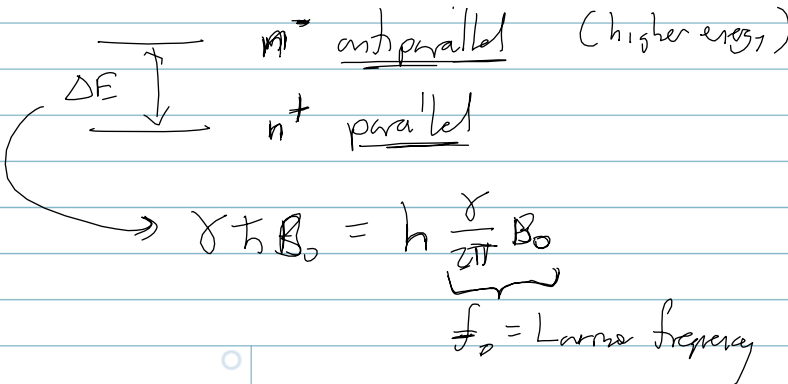 n⁻ antiparallel (higher energy)
ΔE
n⁺ parallel
γħB₀ = h γ/2π B₀
f₀ = Larmor frequency